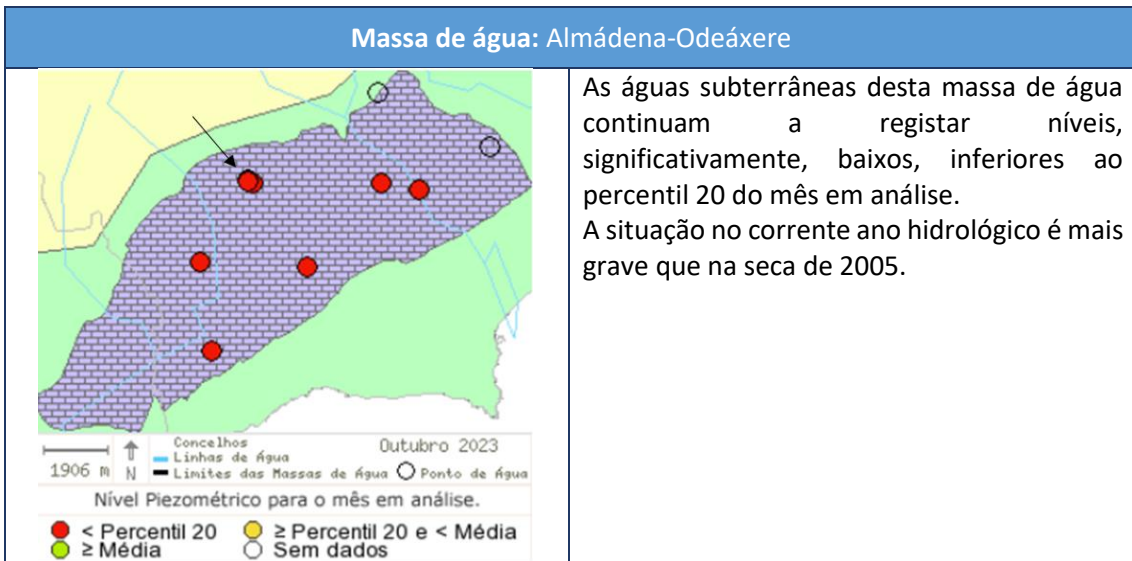 Massa de água: Almádena-Odeáxere
As águas subterrâneas desta massa de água
continuam a registar níveis,
significativamente, baixos, inferiores ao
percentil 20 do mês em análise.
A situação no corrente ano hidrológico é mais
grave que na seca de 2005.
1906 m
N
Concelhos
Linhas de Água
Limites das Massas de Água
Outubro 2023
Ponto de Água
Nível Piezométrico para o mês em análise.
< Percentil 20
≥ Percentil 20 e < Média
≥ Média
Sem dados